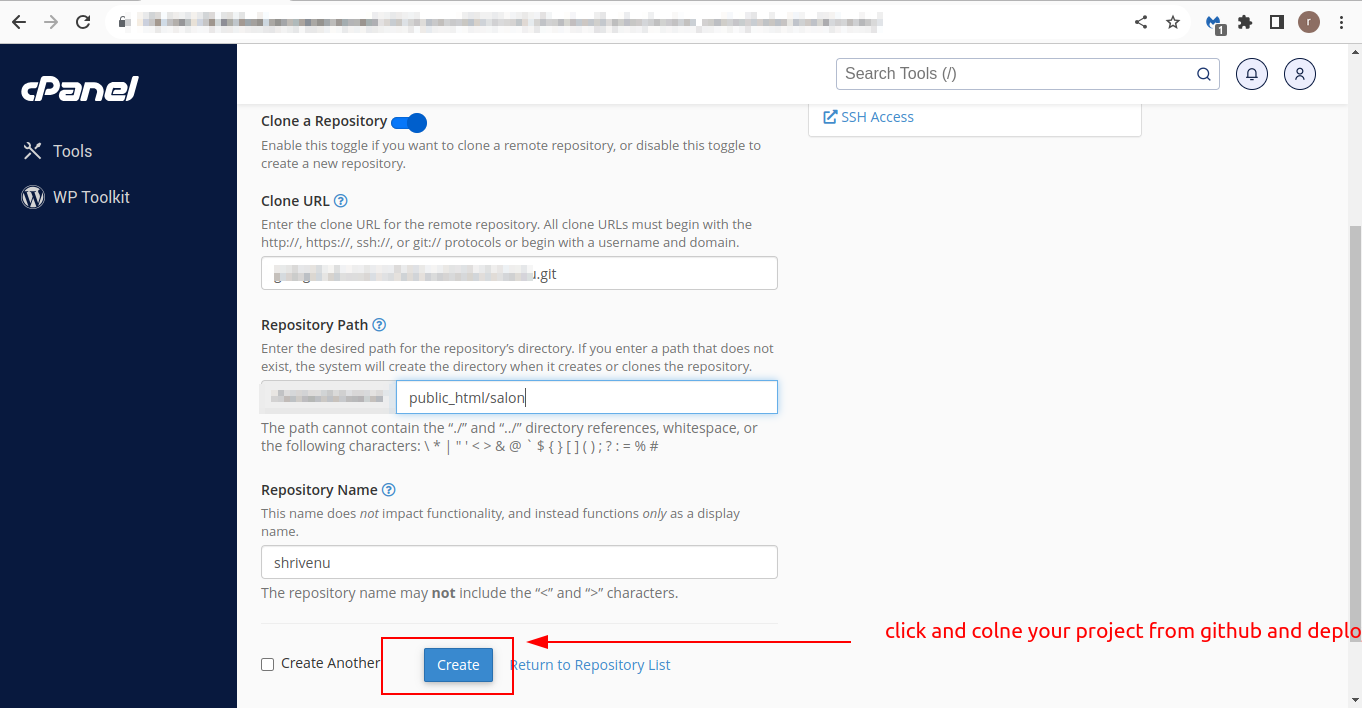 r
1
cPanel
Search Tools (/)
Tools
WP Toolkit
Clone a Repository
Enable this toggle if you want to clone a remote repository, or disable this toggle to
create a new repository.
SSH Access
Clone URL
Enter the clone URL for the remote repository. All clone URLs must begin with the
http://, https://, ssh://, or git:// protocols or begin with a username and domain.
u.git
Repository Path
Enter the desired path for the repository’s directory. If you enter a path that does not
exist, the system will create the directory when it creates or clones the repository.
public_html/salon
The path cannot contain the “./” and “../” directory references, whitespace, or
the following characters: \ * | " ' < > & @ ` $ { } [ ] ( ) ; ? : = % #
Repository Name
This name does not impact functionality, and instead functions only as a display
name.
shrivenu
The repository name may not include the “<” and “>” characters.
click and colne your project from github and deplo
Create Another
Create
Return to Repository List